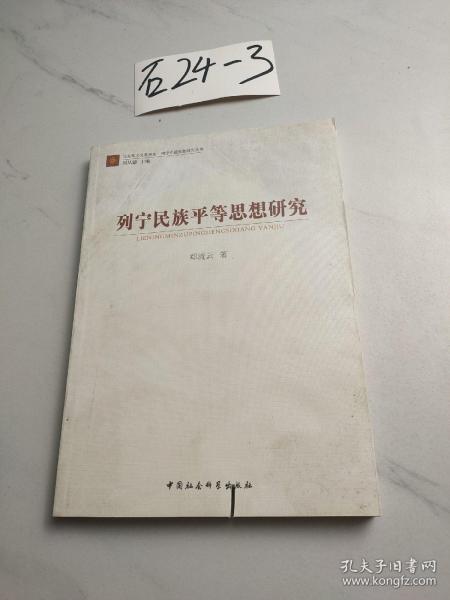 石24-3
列宁民族平等思想研究
LIENINGMINZUPINGDENGSIXIANG YANJIU
著
中国社会科学出版社
孔夫子旧书网
www.kongfz.com